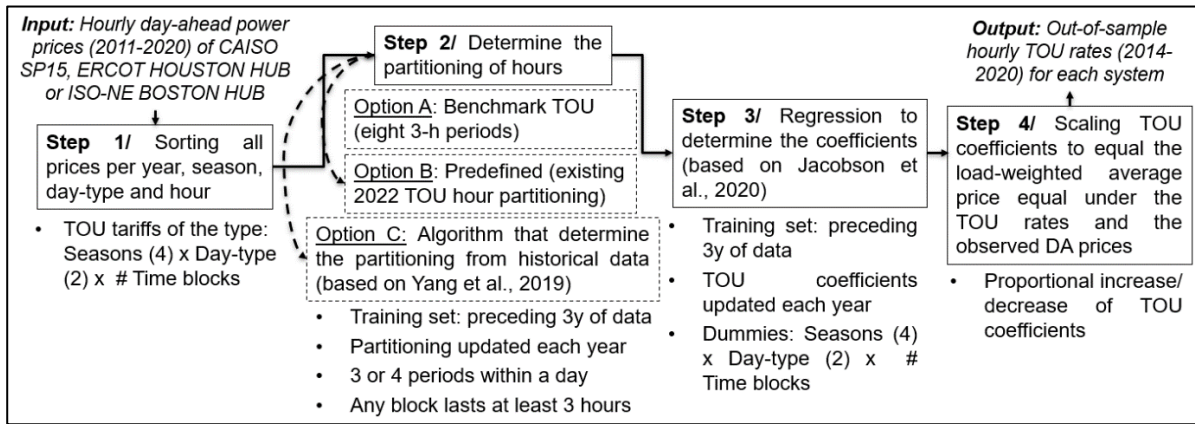 Input: Hourly day-ahead power
prices (2011-2020) of CAISO
SP15, ERCOT HOUSTON HUB
or ISO-NE BOSTON HUB
Step 1/ Sorting all
prices per year, season,
day-type and hour
• TOU tariffs of the type:
Seasons (4) x Day-type
(2) x # Time blocks
Step 2/ Determine the
partitioning of hours
Option A: Benchmark TOU
(eight 3-h periods)
Option B: Predefined (existing
2022 TOU hour partitioning)
Option C: Algorithm that determine
the partitioning from historical data
(based on Yang et al., 2019)
• Training set: preceding 3y of data
• Partitioning updated each year
• 3 or 4 periods within a day
• Any block lasts at least 3 hours
Step 3/ Regression to
determine the coefficients
(based on Jacobson et
al., 2020)
• Training set: preceding
3y of data
• TOU coefficients
updated each year
• Dummies: Seasons (4)
x Day-type (2) x #
Time blocks
Output: Out-of-sample
hourly TOU rates (2014-
2020) for each system
Step 4/ Scaling TOU
coefficients to equal the
load-weighted average
price equal under the
TOU rates and the
observed DA prices
• Proportional increase/
decrease of TOU
coefficients